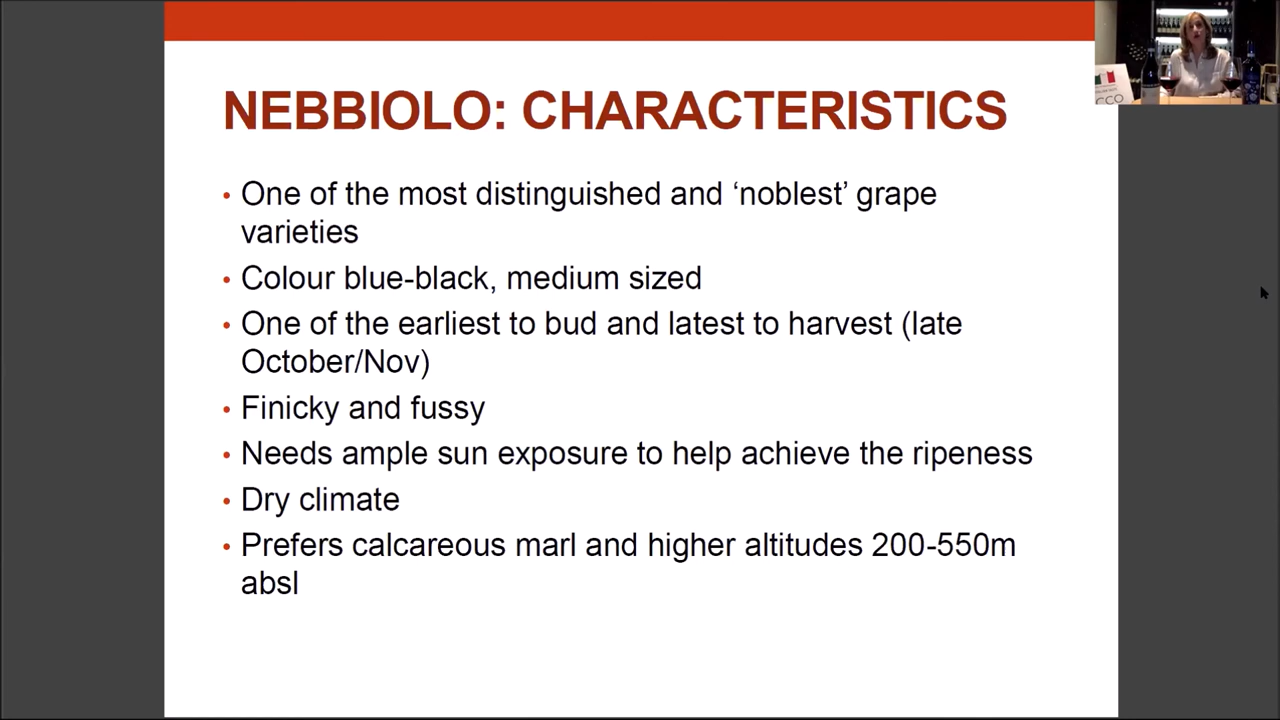 NEBBIOLO: CHARACTERISTICS
• One of the most distinguished and ‘noblest’ grape
varieties
• Colour blue-black, medium sized
• One of the earliest to bud and latest to harvest (late
October/Nov)
• Finicky and fussy
• Needs ample sun exposure to help achieve the ripeness
• Dry climate
• Prefers calcareous marl and higher altitudes 200-550m
absl
CCO